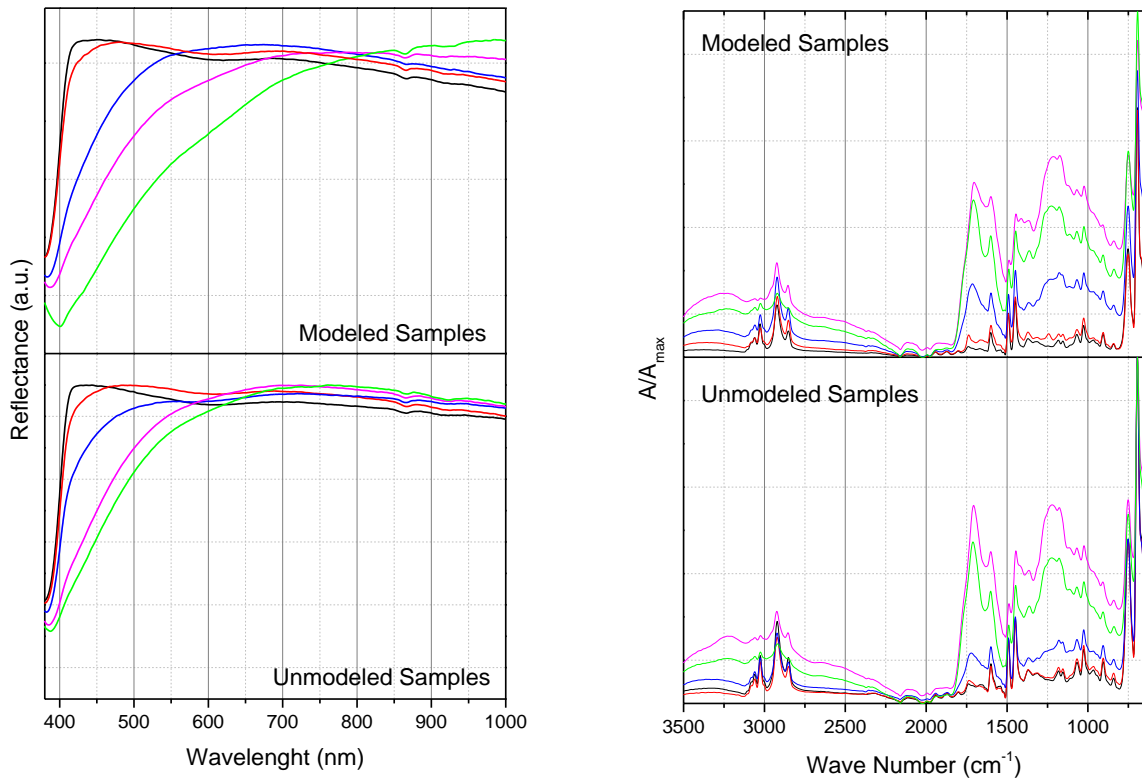 Reflectance (a.u.)
Modeled Samples
Unmodeled Samples
400 500 600 700 800 900 1000
Wavelenght (nm)
A/A_max
Modeled Samples
Unmodeled Samples
3500 3000 2500 2000 1500 1000
Wave Number (cm⁻¹)